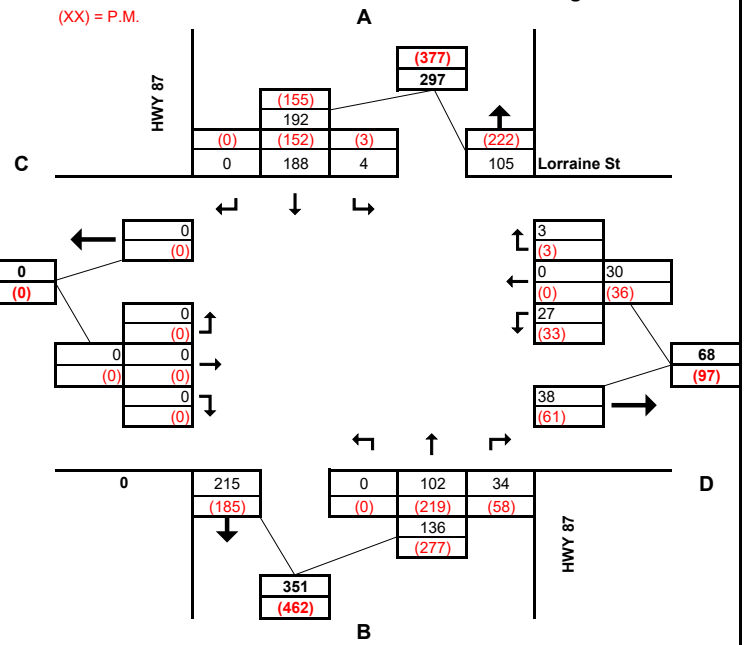 (XX) = P.M.
A
HWY 87
(377)
297
(155)
192
(0) (152) (3) (222)
0 188 4 105 Lorraine St
C
0
(0)
0
(0)
0
(0)
0 0
(0) (0)
0
(0)
3
(3)
0 30
(0) (36)
27
(33)
68
(97)
38
(61)
0 215 0 102 34 D
(185) (0) (219) (58)
136
(277)
HWY 87
351
(462)
B